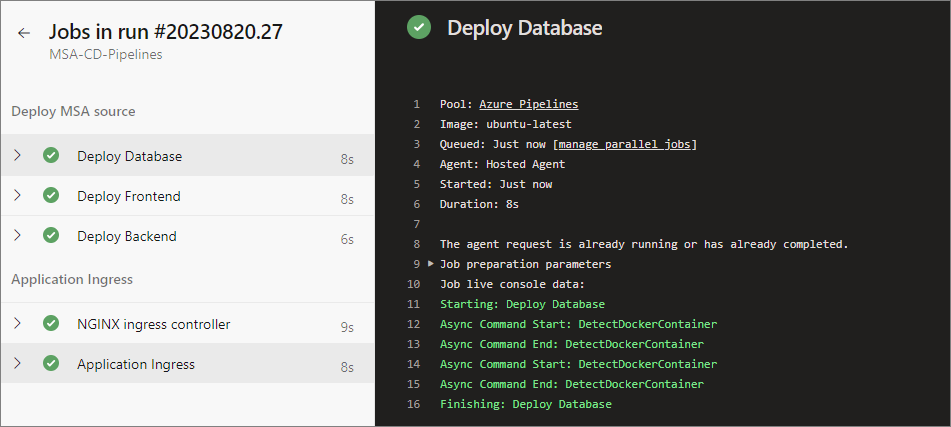 Jobs in run #20230820.27
MSA-CD-Pipelines
Deploy MSA source
Deploy Database 8s
Deploy Frontend 8s
Deploy Backend 6s
Application Ingress
NGINX ingress controller 9s
Application Ingress 8s
Deploy Database
1 Pool: Azure Pipelines
2 Image: ubuntu-latest
3 Queued: Just now [manage parallel jobs]
4 Agent: Hosted Agent
5 Started: Just now
6 Duration: 8s
7
8 The agent request is already running or has already completed.
9 Job preparation parameters
10 Job live console data:
11 Starting: Deploy Database
12 Async Command Start: DetectDockerContainer
13 Async Command End: DetectDockerContainer
14 Async Command Start: DetectDockerContainer
15 Async Command End: DetectDockerContainer
16 Finishing: Deploy Database